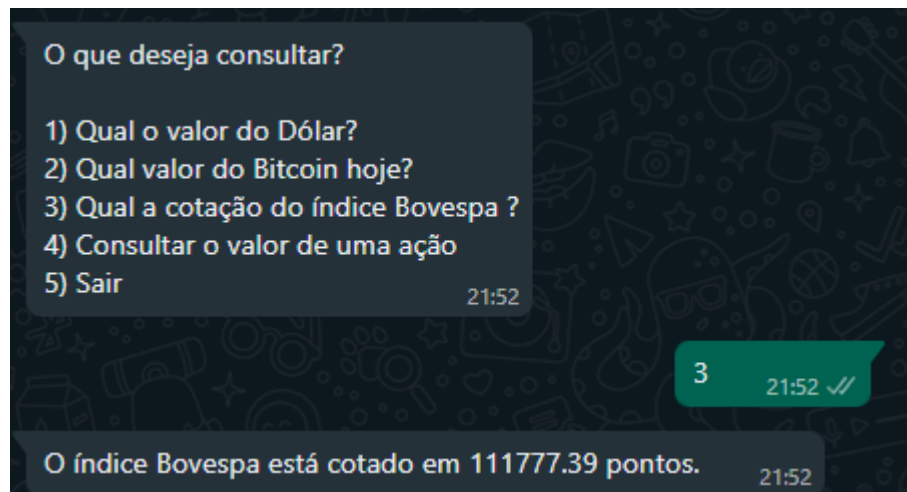 O que deseja consultar?
1) Qual o valor do Dólar?
2) Qual valor do Bitcoin hoje?
3) Qual a cotação do índice Bovespa ?
4) Consultar o valor de uma ação
5) Sair
21:52
3
21:52
O índice Bovespa está cotado em 111777.39 pontos.
21:52